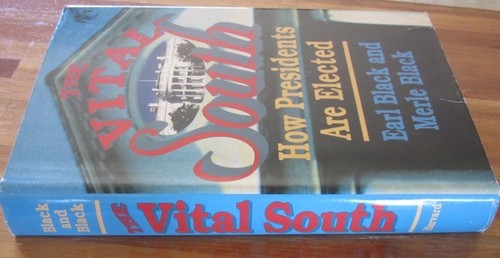 THE
VITAL
South
How Presidents
Are Elected
Earl Black and
Merle Black
Black
and
Black
THE Vital South
Harvard